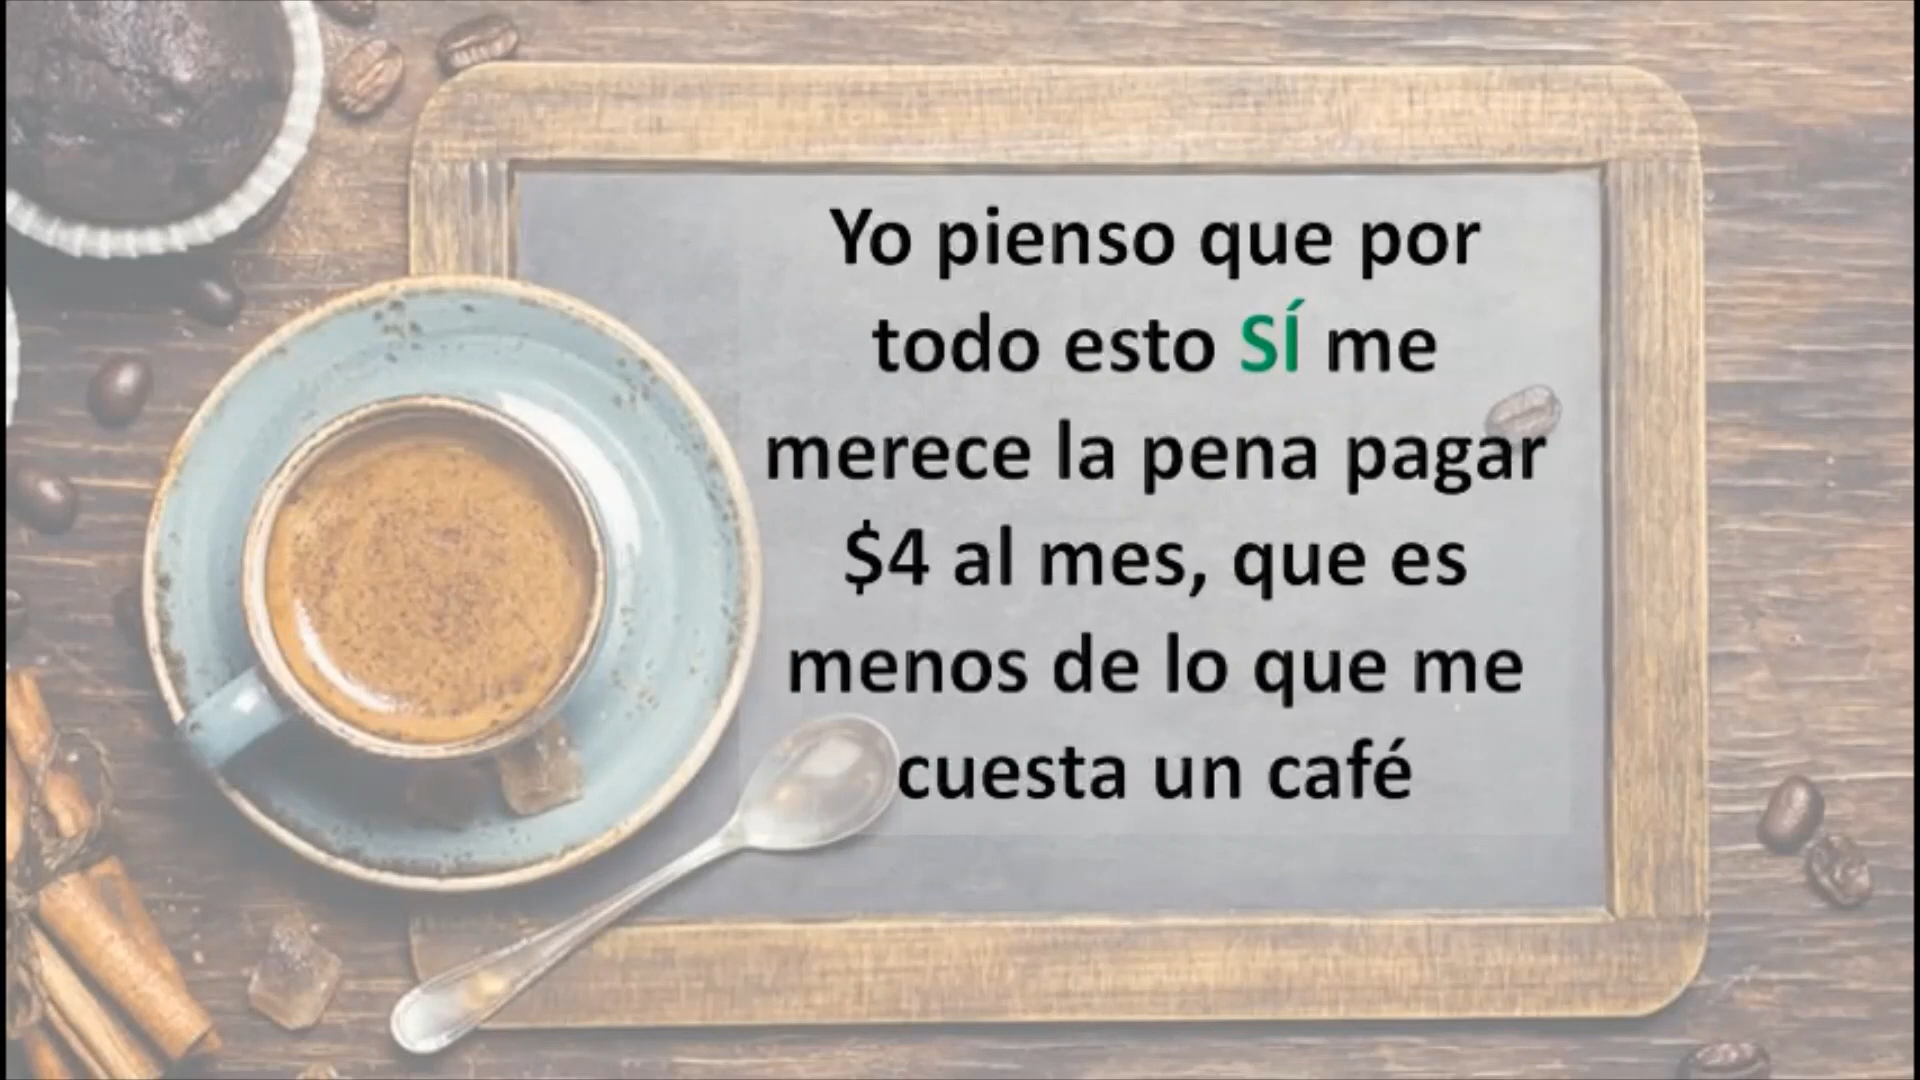 Yo pienso que por
todo esto SÍ me
merece la pena pagar
$4 al mes, que es
menos de lo que me
cuesta un café